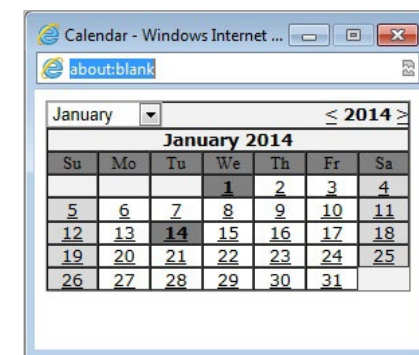 Calendar - Windows Internet ...
about:blank
January < 2014 >
January 2014
Su Mo Tu We Th Fr Sa
1 2 3 4
5 6 7 8 9 10 11
12 13 14 15 16 17 18
19 20 21 22 23 24 25
26 27 28 29 30 31